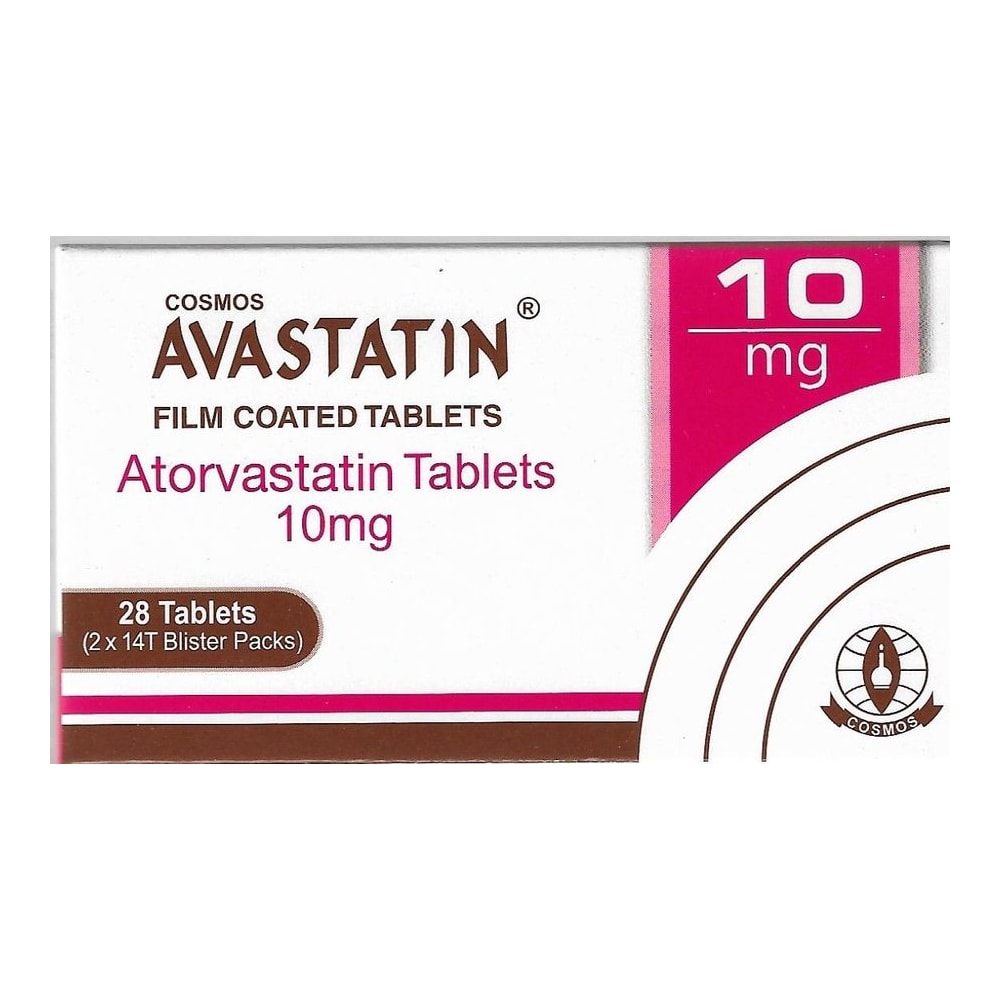 COSMOS
AVASTATIN®
FILM COATED TABLETS
Atorvastatin Tablets
10mg
10
mg
28 Tablets
(2 x 14T Blister Packs)
COSMOS